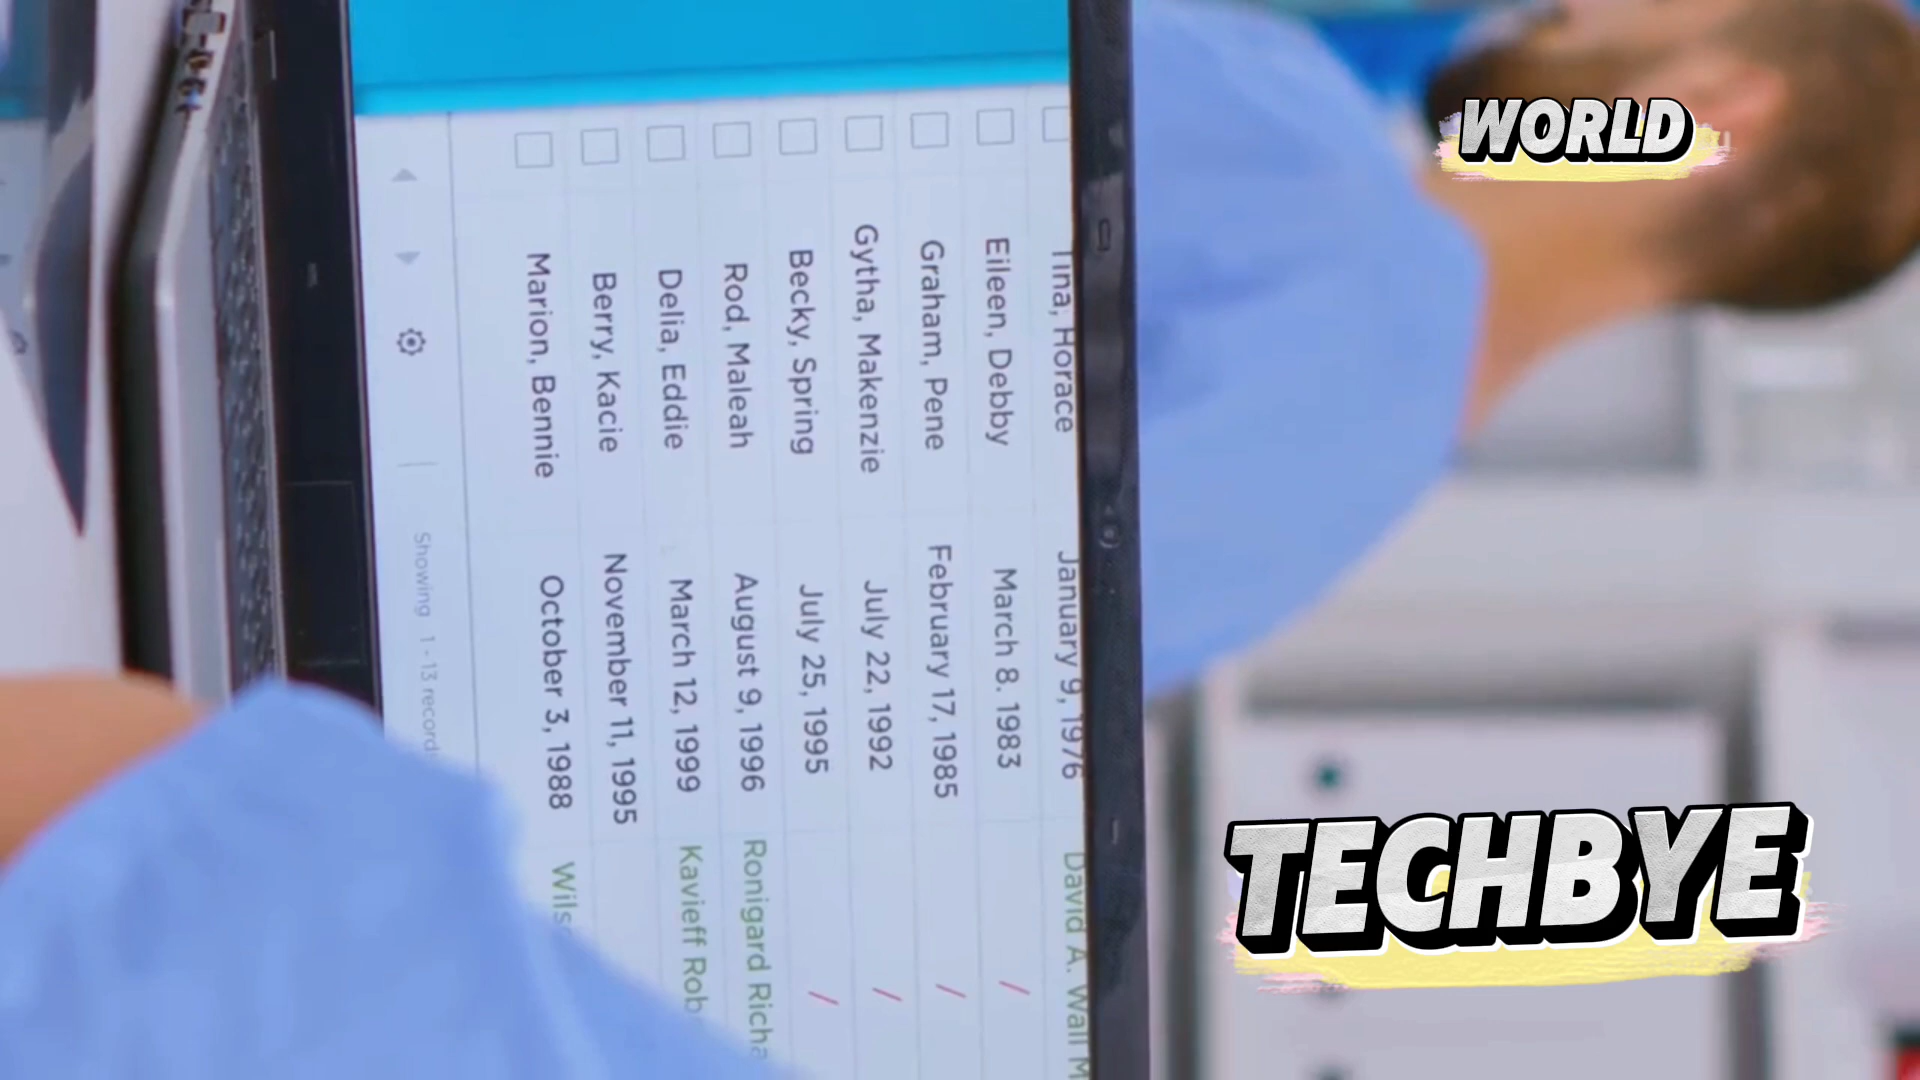 WORLD
TECHBYE
Tina, Horace January 9, 1976 David A. Wall M
Eileen, Debby March 8. 1983 /
Graham, Pene February 17, 1985 /
Gytha, Makenzie July 22, 1992 /
Becky, Spring July 25, 1995 /
Rod, Maleah August 9, 1996 Ronigard Richa
Delia, Eddie March 12, 1999 Kavieff Rob
Berry, Kacie November 11, 1995
Marion, Bennie October 3, 1988 Wils
Showing 1 - 13 record